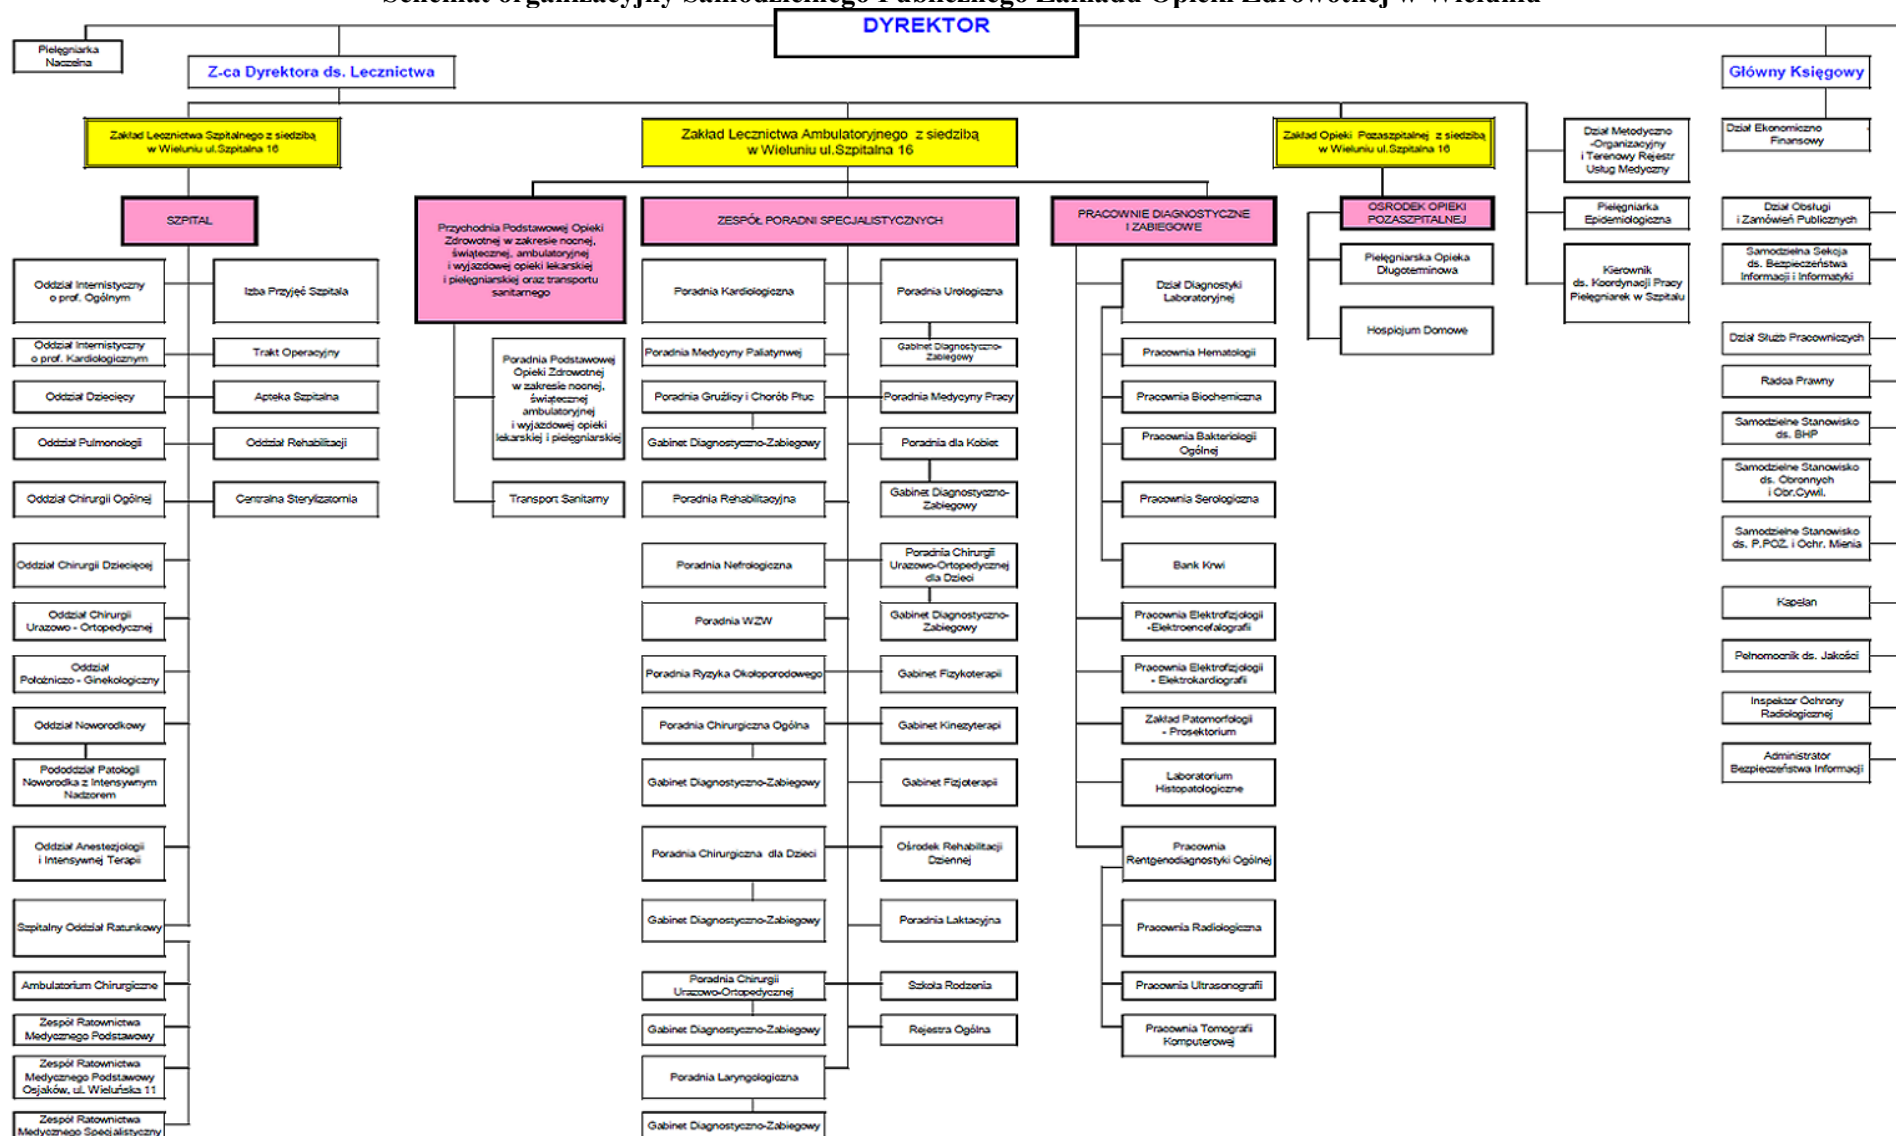 Schemat organizacyjny Samodzielnego Publicznego Zakładu Opieki Zdrowotnej w Wieluniu
DYREKTOR
Pielęgniarka
Naczelna
Z-ca Dyrektora ds. Lecznictwa
Główny Księgowy
Zakład Lecznictwa Szpitalnego z siedzibą
w Wieluniu ul.Szpitalna 16
Zakład Lecznictwa Ambulatoryjnego z siedzibą
w Wieluniu ul.Szpitalna 16
Zakład Opieki Pozaszpitalnej z siedzibą
w Wieluniu ul.Szpitalna 16
Dział Metodyczno
-Organizacyjny
i Terenowy Rejestr
Usług Medyczny
Dział Ekonomiczno -
Finansowy
SZPITAL
Przychodnia Podstawowej Opieki
Zdrowotnej w zakresie nocnej,
świątecznej, ambulatoryjnej
i wyjazdowej opieki lekarskiej
i pielęgniarskiej oraz transportu
sanitarnego
ZESPÓŁ PORADNI SPECJALISTYCZNYCH
PRACOWNIE DIAGNOSTYCZNE
I ZABIEGOWE
OŚRODEK OPIEKI
POZASZPITALNEJ
Pielęgniarka
Epidemiologiczna
Dział Obsługi
i Zamówień Publicznych
Oddział Internistyczny
o prof. Ogólnym
Izba Przyjęć Szpitala
Poradnia Kardiologiczna
Poradnia Urologiczna
Dział Diagnostyki
Laboratoryjnej
Pielęgniarska Opieka
Długoterminowa
Kierownik
ds. Koordynacji Pracy
Pielęgniarek w Szpitalu
Samodzielna Sekcja
ds. Bezpieczeństwa
Informacji i Informatyki
Oddział Internistyczny
o prof. Kardiologicznym
Trakt Operacyjny
Poradnia Podstawowej
Opieki Zdrowotnej
w zakresie nocnej,
świątecznej
ambulatoryjnej
i wyjazdowej opieki
lekarskiej i pielęgniarskiej
Poradnia Medycyny Paliatynwej
Gabinet Diagnostyczno-
Zabiegowy
Pracownia Hematologii
Hospicjum Domowe
Dział Służb Pracowniczych
Oddział Dziecięcy
Apteka Szpitalna
Poradnia Gruźlicy i Chorób Płuc
Poradnia Medycyny Pracy
Pracownia Biochemiczna
Radca Prawny
Oddział Pulmonologii
Oddział Rehabilitacji
Gabinet Diagnostyczno-Zabiegowy
Poradnia dla Kobiet
Pracownia Bakteriologii
Ogólnej
Samodzielne Stanowisko
ds. BHP
Oddział Chirurgii Ogólnej
Centralna Sterylizatornia
Transport Sanitarny
Poradnia Rehabilitacyjna
Gabinet Diagnostyczno-
Zabiegowy
Pracownia Serologiczna
Samodzielne Stanowisko
ds. Obronnych
i Obr.Cywil.
Oddział Chirurgii Dziecięcej
Poradnia Nefrologiczna
Poradnia Chirurgii
Urazowo-Ortopedycznej
dla Dzieci
Bank Krwi
Samodzielne Stanowisko
ds. P.POŻ. i Ochr. Mienia
Oddział Chirurgii
Urazowo - Ortopedycznej
Poradnia WZW
Gabinet Diagnostyczno-
Zabiegowy
Pracownia Elektrofizjologii
-Elektroencefalografii
Kapelan
Oddział
Położniczo - Ginekologiczny
Poradnia Ryzyka Okołoporodowego
Gabinet Fizykoterapii
Pracownia Elektrofizjologii
- Elektrokardiografii
Pełnomocnik ds. Jakości
Oddział Noworodkowy
Poradnia Chirurgiczna Ogólna
Gabinet Kinezyterapi
Zakład Patomorfologii
- Prosektorium
Inspektor Ochrony
Radiologicznej
Pododdział Patologii
Noworodka z Intensywnym
Nadzorem
Gabinet Diagnostyczno-Zabiegowy
Gabinet Fizjoterapii
Laboratorium
Histopatologiczne
Administrator
Bezpieczeństwa Informacji
Oddział Anestezjologii
i Intensywnej Terapii
Poradnia Chirurgiczna dla Dzieci
Ośrodek Rehabilitacji
Dziennej
Pracownia
Rentgenodiagnostyki Ogólnej
Szpitalny Oddział Ratunkowy
Gabinet Diagnostyczno-Zabiegowy
Poradnia Laktacyjna
Pracownia Radiologiczna
Ambulatorium Chirurgiczne
Poradnia Chirurgii
Urazowo-Ortopedycznej
Szkoła Rodzenia
Pracownia Ultrasonografii
Zespół Ratownictwa
Medycznego Podstawowy
Gabinet Diagnostyczno-Zabiegowy
Rejestra Ogólna
Pracownia Tomografii
Komputerowej
Zespół Ratownictwa
Medycznego Podstawowy
Osjaków, ul. Wieluńska 11
Poradnia Laryngologiczna
Zespół Ratownictwa
Medycznego Specjalistyczny
Gabinet Diagnostyczno-Zabiegowy